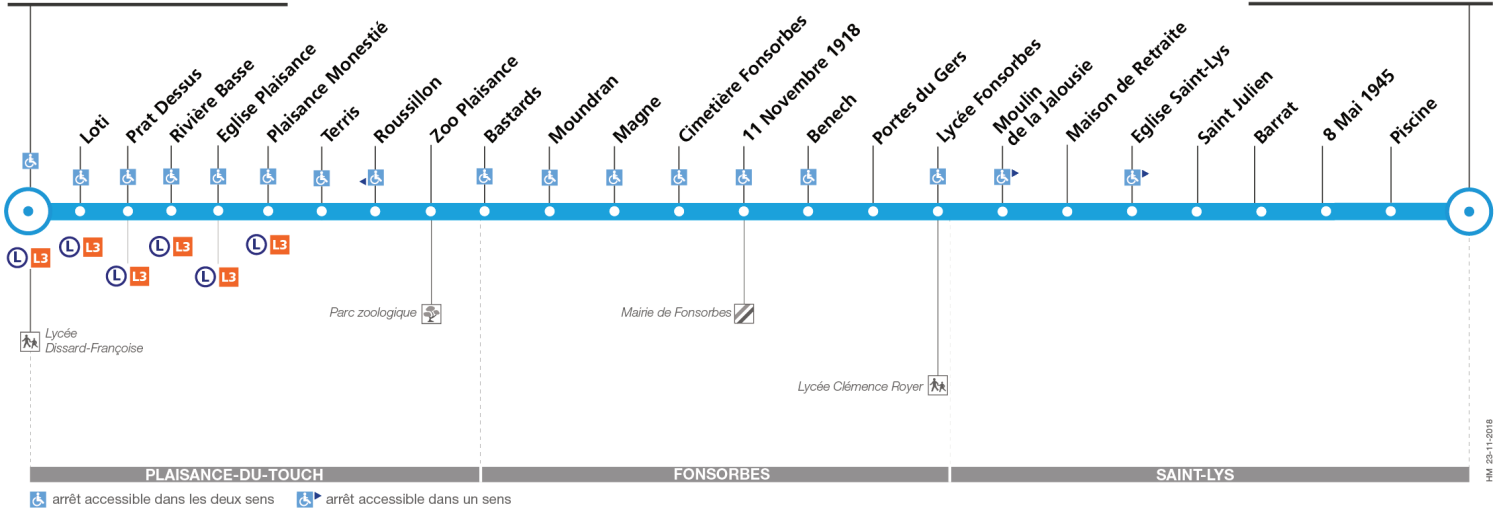 Loti
Prat Dessus
Rivière Basse
Eglise Plaisance
Plaisance Monestié
Terris
Roussillon
Zoo Plaisance
Bastards
Moundran
Magne
Cimetière Fonsorbes
11 Novembre 1918
Benech
Portes du Gers
Lycée Fonsorbes
Moulin
de la Jalousie
Maison de Retraite
Eglise Saint-Lys
Saint Julien
Barrat
8 Mai 1945
Piscine
L L3
L L3
L L3
L L3
L L3
L L3
Parc zoologique
Mairie de Fonsorbes
Lycée
Dissard-Françoise
Lycée Clémence Royer
PLAISANCE-DU-TOUCH
FONSORBES
SAINT-LYS
arrêt accessible dans les deux sens
arrêt accessible dans un sens
HM 23-11-2018